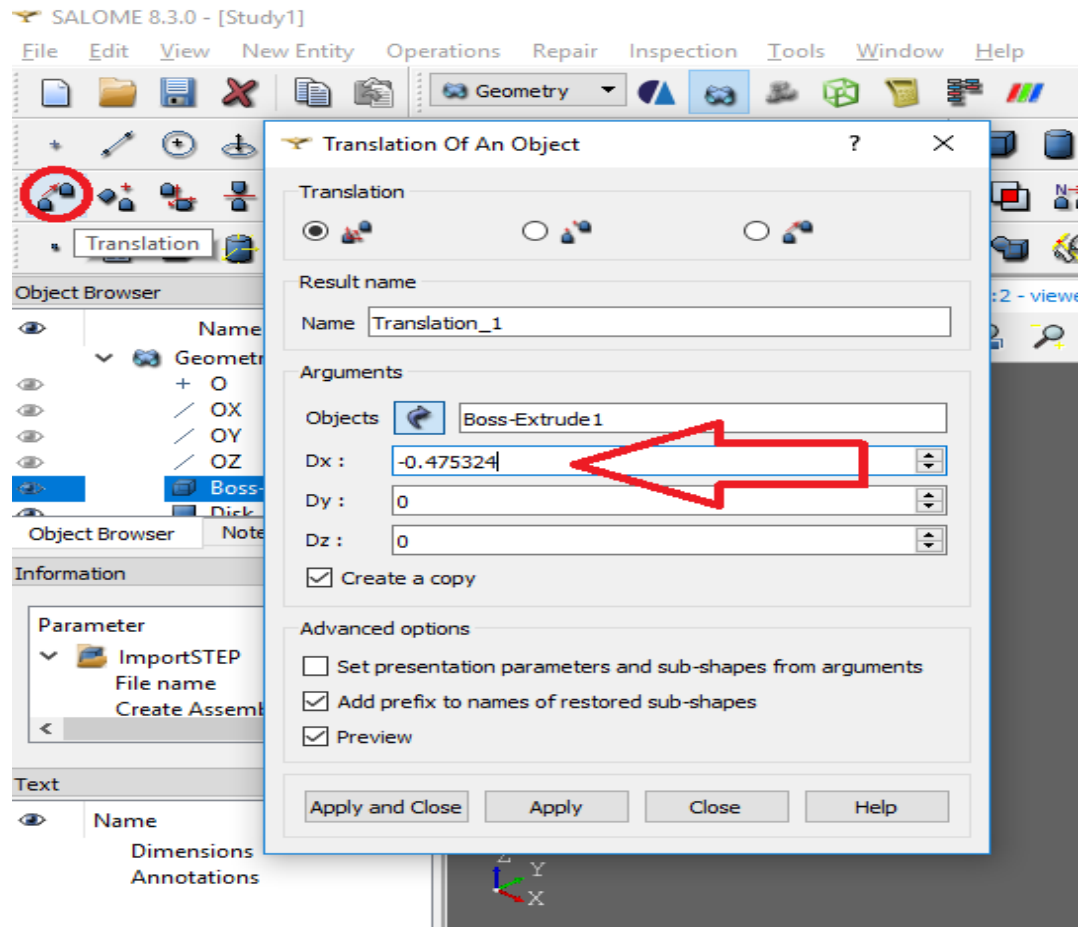 SALOME 8.3.0 - [Study1]
File Edit View New Entity Operations Repair Inspection Tools Window Help
Geometry
Translation Of An Object ? ×
Translation
N
Translation
Result name
Object Browser
:2 - viewe
Name Translation_1
Name
Geometr
Arguments
O
Objects Boss-Extrude1
OX
OY
Dx : -0.475324
OZ
Boss-
Dy : 0
Disk
Object Browser Note
Dz : 0
Information
Create a copy
Parameter
Advanced options
ImportSTEP
Set presentation parameters and sub-shapes from arguments
File name
Add prefix to names of restored sub-shapes
Create Assemb
Preview
Text
Apply and Close Apply Close Help
Name
Dimensions
Z
Y
Annotations
X